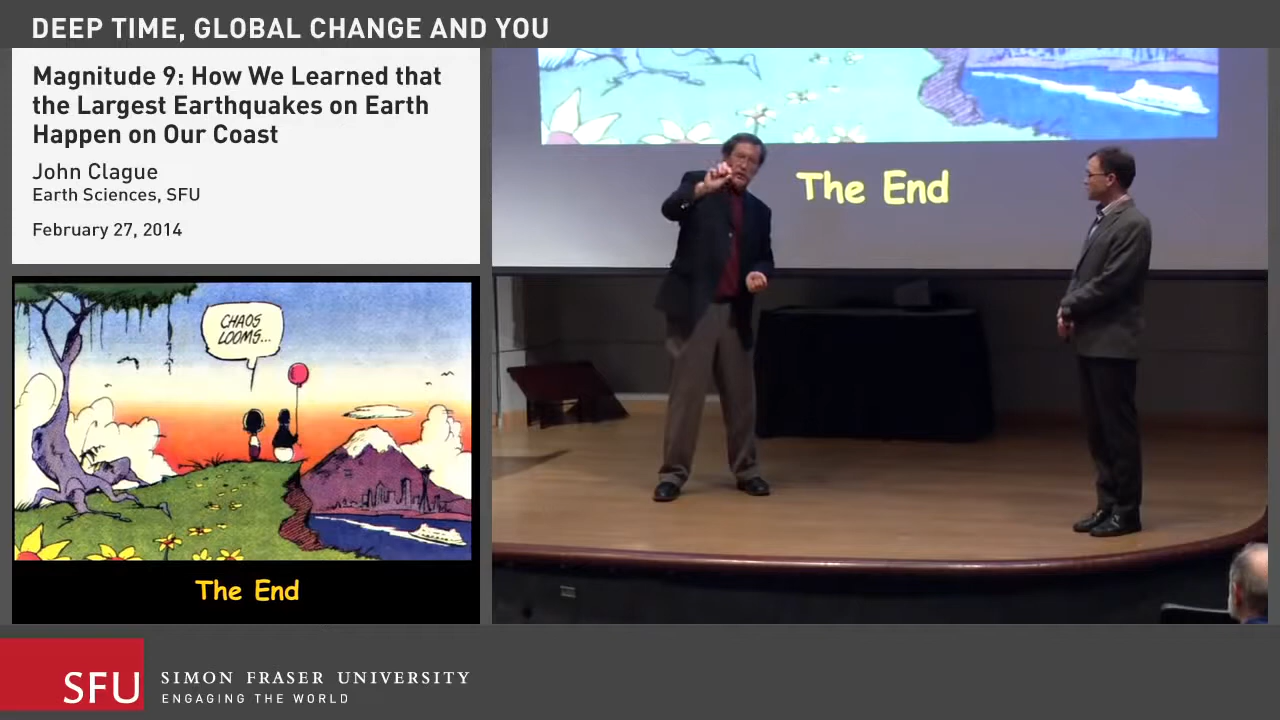 DEEP TIME, GLOBAL CHANGE AND YOU
Magnitude 9: How We Learned that
the Largest Earthquakes on Earth
Happen on Our Coast
John Clague
Earth Sciences, SFU
February 27, 2014
The End
CHAOS
LOOMS...
The End
SFU
SIMON FRASER UNIVERSITY
ENGAGING THE WORLD